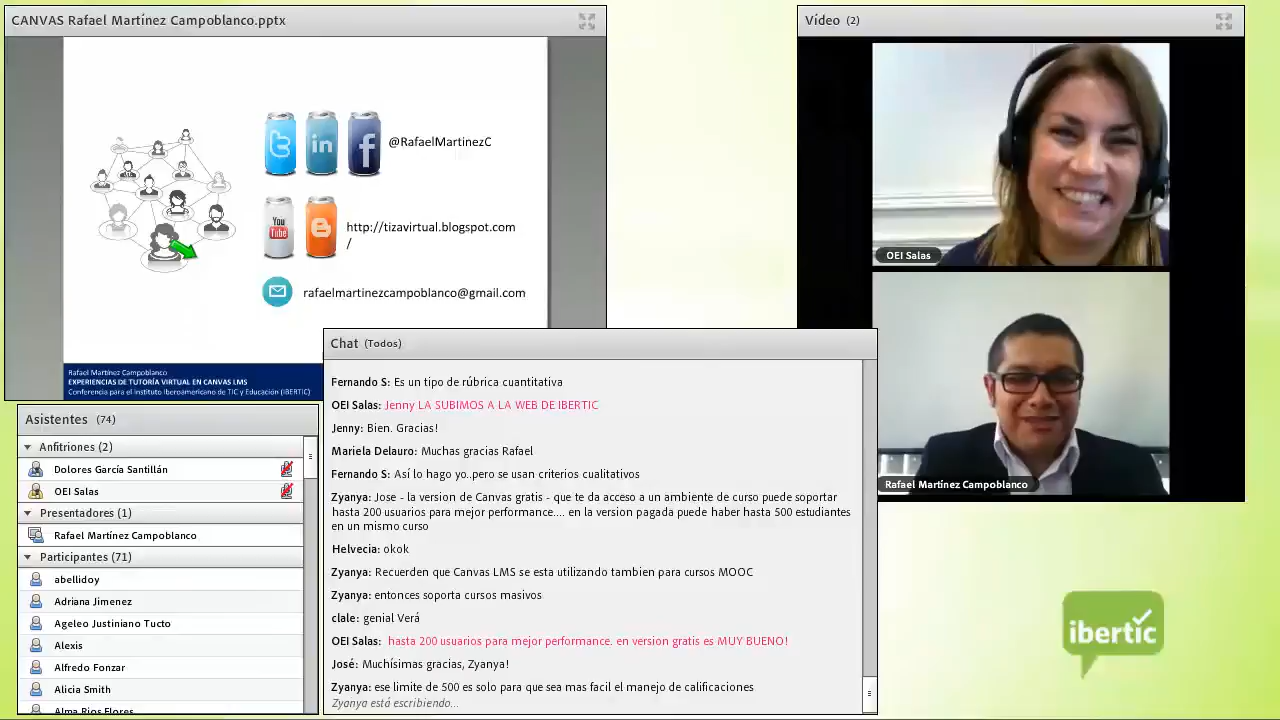 CANVAS Rafael Martínez Campoblanco.pptx
in
f
@RafaelMartinezC
You
Tube
http://tizavirtual.blogspot.com
/
rafaelmartinezcampoblanco@gmail.com
Rafael Martínez Campoblanco
EXPERIENCIAS DE TUTORÍA VIRTUAL EN CANVAS LMS
Conferencia para el Instituto Iberoamericano de TIC y Educación (IBERTIC)
Asistentes (74)
Anfitriones (2)
Dolores García Santillán
OEI Salas
Presentadores (1)
Rafael Martínez Campoblanco
Participantes (71)
abellidoy
Adriana Jimenez
Ageleo Justiniano Tucto
Alexis
Alfredo Fonzar
Alicia Smith
Alma Rios Flores
Chat (Todos)
Fernando S: Es un tipo de rúbrica cuantitativa
OEI Salas: Jenny LA SUBIMOS A LA WEB DE IBERTIC
Jenny: Bien. Gracias!
Mariela Delauro: Muchas gracias Rafael
Fernando S: Así lo hago yo..pero se usan criterios cualitativos
Zyanya: Jose - la version de Canvas gratis - que te da acceso a un ambiente de curso puede soportar
hasta 200 usuarios para mejor performance.... en la version pagada puede haber hasta 500 estudiantes
en un mismo curso
Helvecia: okok
Zyanya: Recuerden que Canvas LMS se esta utilizando tambien para cursos MOOC
Zyanya: entonces soporta cursos masivos
clale: genial Verá
OEI Salas: hasta 200 usuarios para mejor performance. en version gratis es MUY BUENO!
José: Muchísimas gracias, Zyanya!
Zyanya: ese limite de 500 es solo para que sea mas facil el manejo de calificaciones
Zyanya está escribiendo...
Vídeo (2)
OEI Salas
Rafael Martínez Campoblanco
ibertic